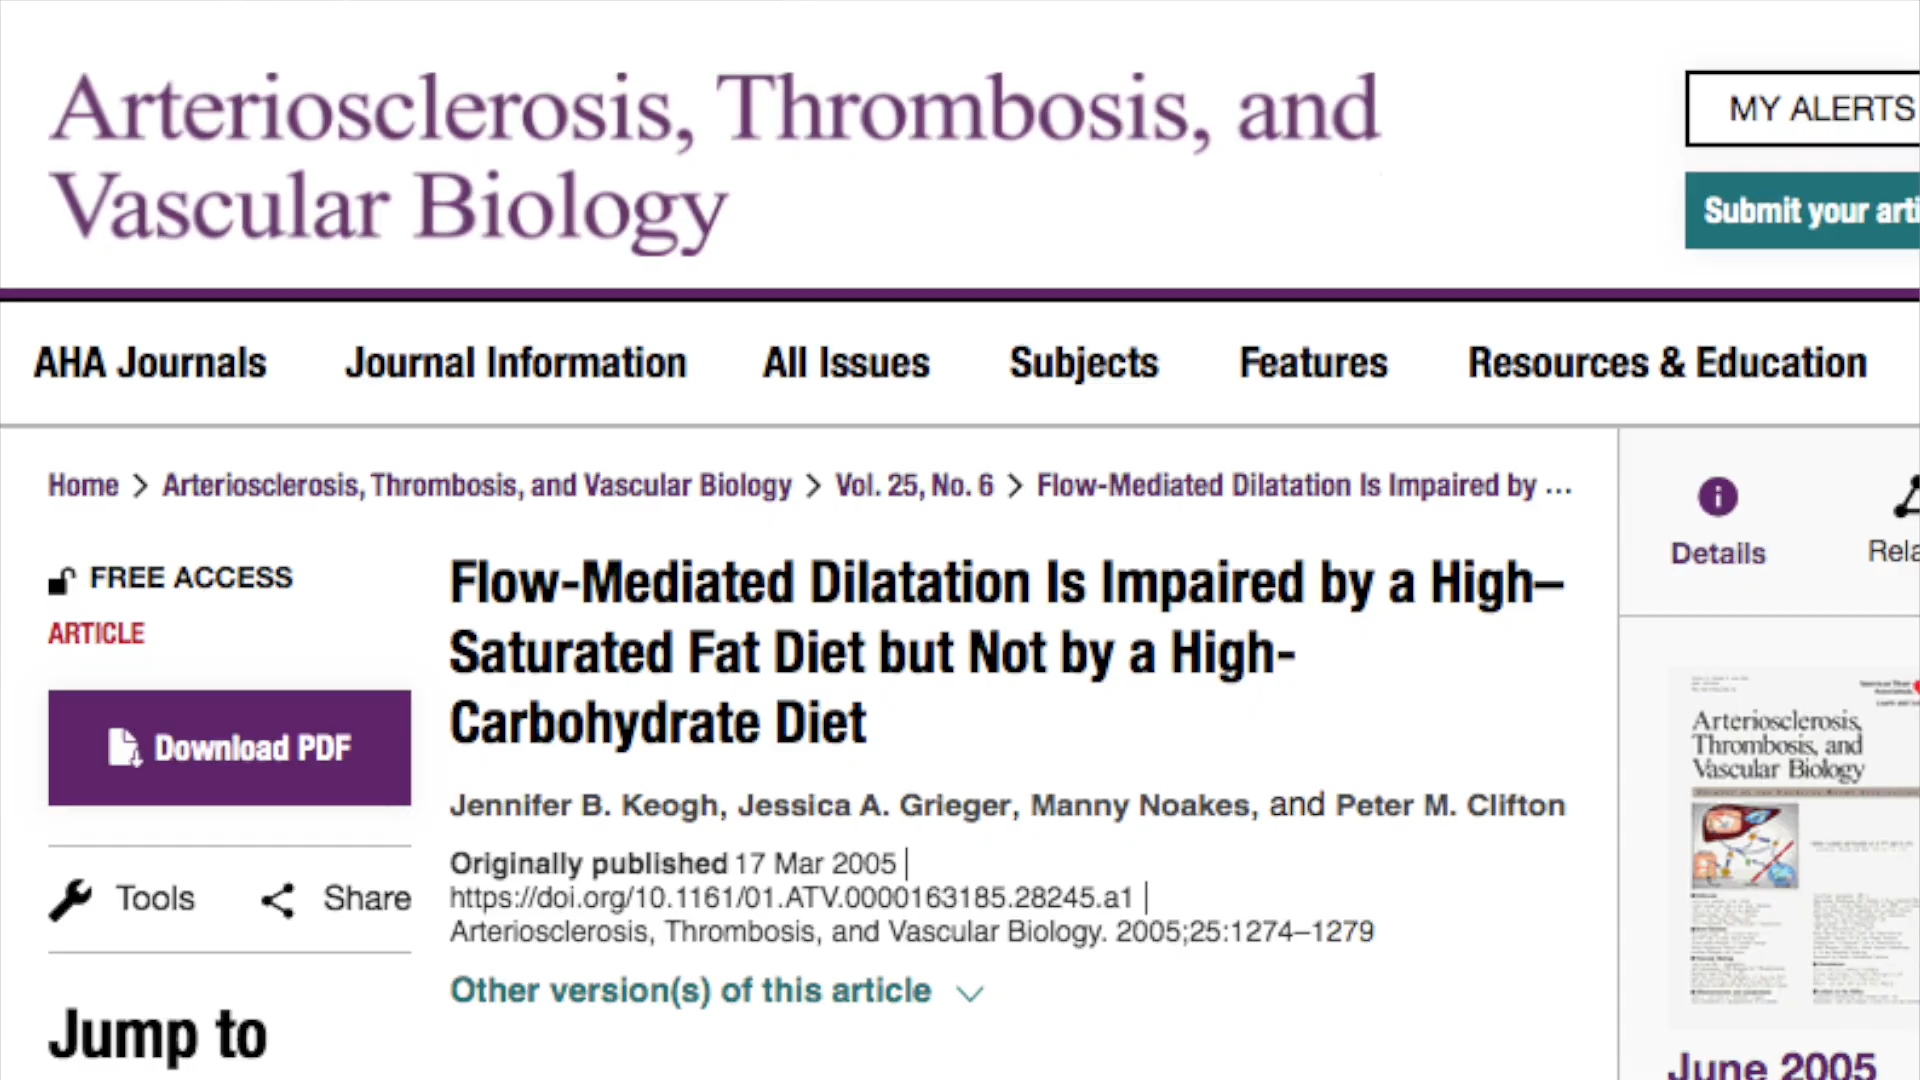 Arteriosclerosis, Thrombosis, and
Vascular Biology
MY ALERTS
Submit your arti
AHA Journals Journal Information All Issues Subjects Features Resources & Education
Home > Arteriosclerosis, Thrombosis, and Vascular Biology > Vol. 25, No. 6 > Flow-Mediated Dilatation Is Impaired by ...
FREE ACCESS
ARTICLE
Download PDF
Tools Share
Jump to
Flow-Mediated Dilatation Is Impaired by a High–
Saturated Fat Diet but Not by a High-
Carbohydrate Diet
Jennifer B. Keogh, Jessica A. Grieger, Manny Noakes, and Peter M. Clifton
Originally published 17 Mar 2005 |
https://doi.org/10.1161/01.ATV.0000163185.28245.a1 |
Arteriosclerosis, Thrombosis, and Vascular Biology. 2005;25:1274–1279
Other version(s) of this article
Details
Rela
Arteriosclerosis,
Thrombosis, and
Vascular Biology
June 2005